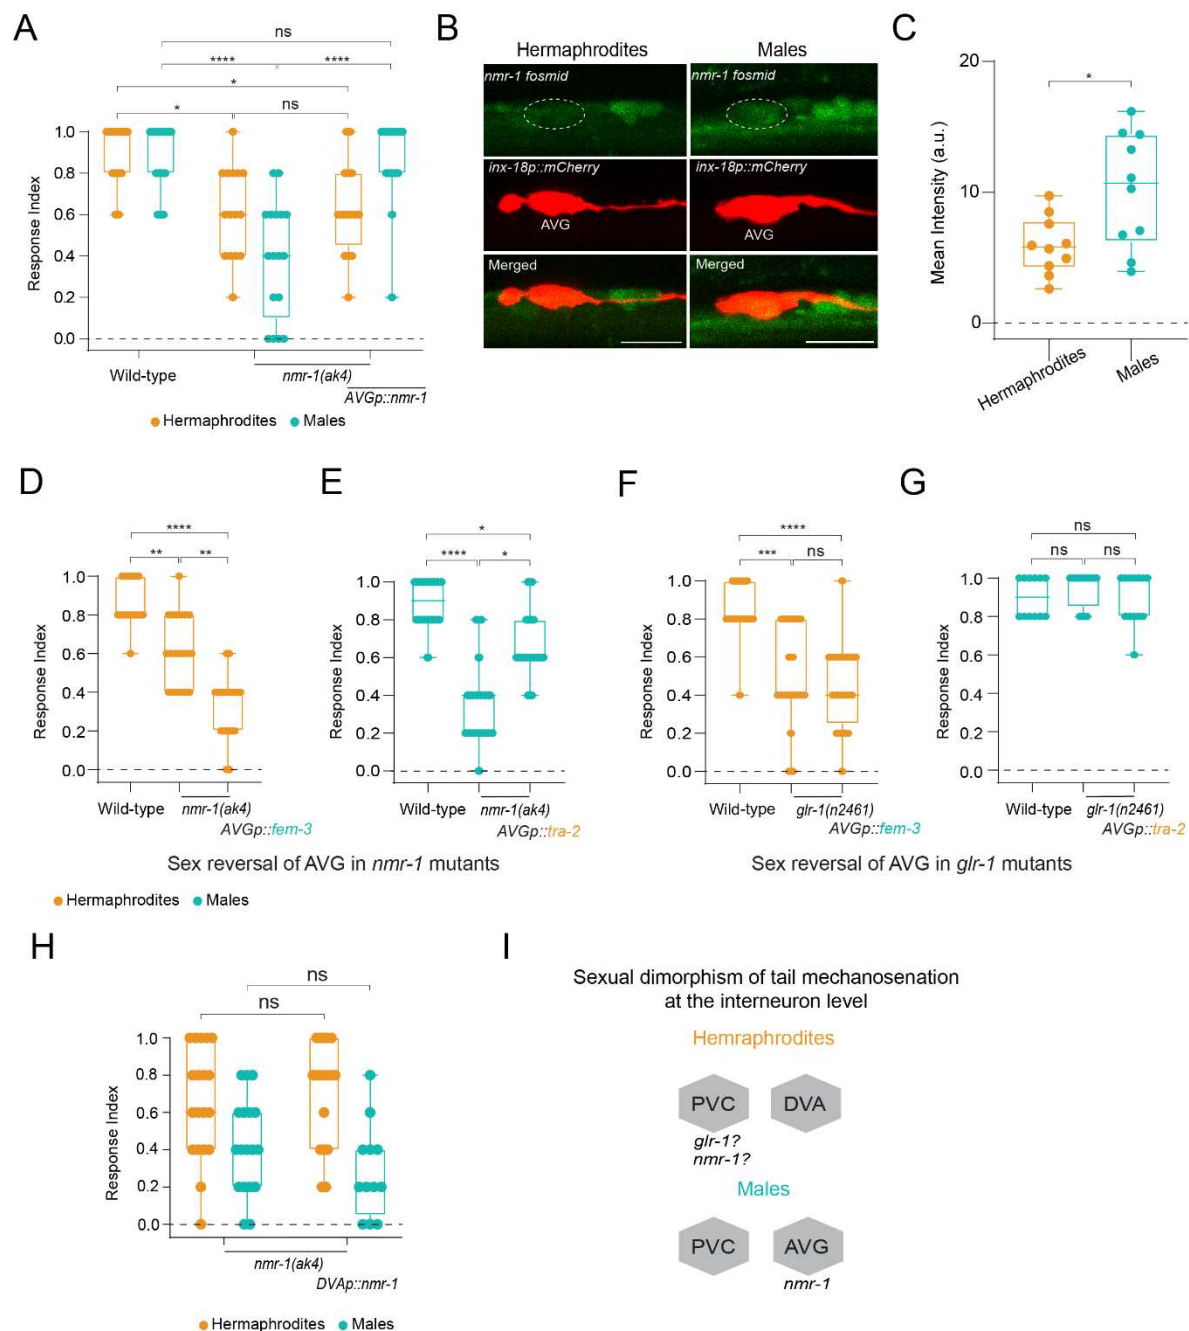 A
ns
****
****
*
*
ns
Response Index
1.0
0.8
0.6
0.4
0.2
0.0
Wild-type
nmr-1(ak4)
AVGp::nmr-1
Hermaphrodites
Males
B
Hermaphrodites
Males
nmr-1 fosmid
nmr-1 fosmid
inx-18p::mCherry
inx-18p::mCherry
AVG
AVG
Merged
Merged
C
*
Mean Intensity (a.u.)
20
10
0
Hermaphrodites
Males
D
****
**
**
Response Index
1.0
0.8
0.6
0.4
0.2
0.0
Wild-type
nmr-1(ak4)
AVGp::fem-3
E
*
****
*
Response Index
1.0
0.8
0.6
0.4
0.2
0.0
Wild-type
nmr-1(ak4)
AVGp::tra-2
Sex reversal of AVG in nmr-1 mutants
F
****
***
ns
Response Index
1.0
0.8
0.6
0.4
0.2
0.0
Wild-type
glr-1(n2461)
AVGp::fem-3
G
ns
ns
ns
Response Index
1.0
0.8
0.6
0.4
0.2
0.0
Wild-type
glr-1(n2461)
AVGp::tra-2
Sex reversal of AVG in glr-1 mutants
Hermaphrodites
Males
H
ns
ns
Response Index
1.0
0.8
0.6
0.4
0.2
0.0
nmr-1(ak4)
DVAp::nmr-1
Hermaphrodites
Males
I
Sexual dimorphism of tail mechanosenation
at the interneuron level
Hemraphrodites
PVC
DVA
glr-1?
nmr-1?
Males
PVC
AVG
nmr-1